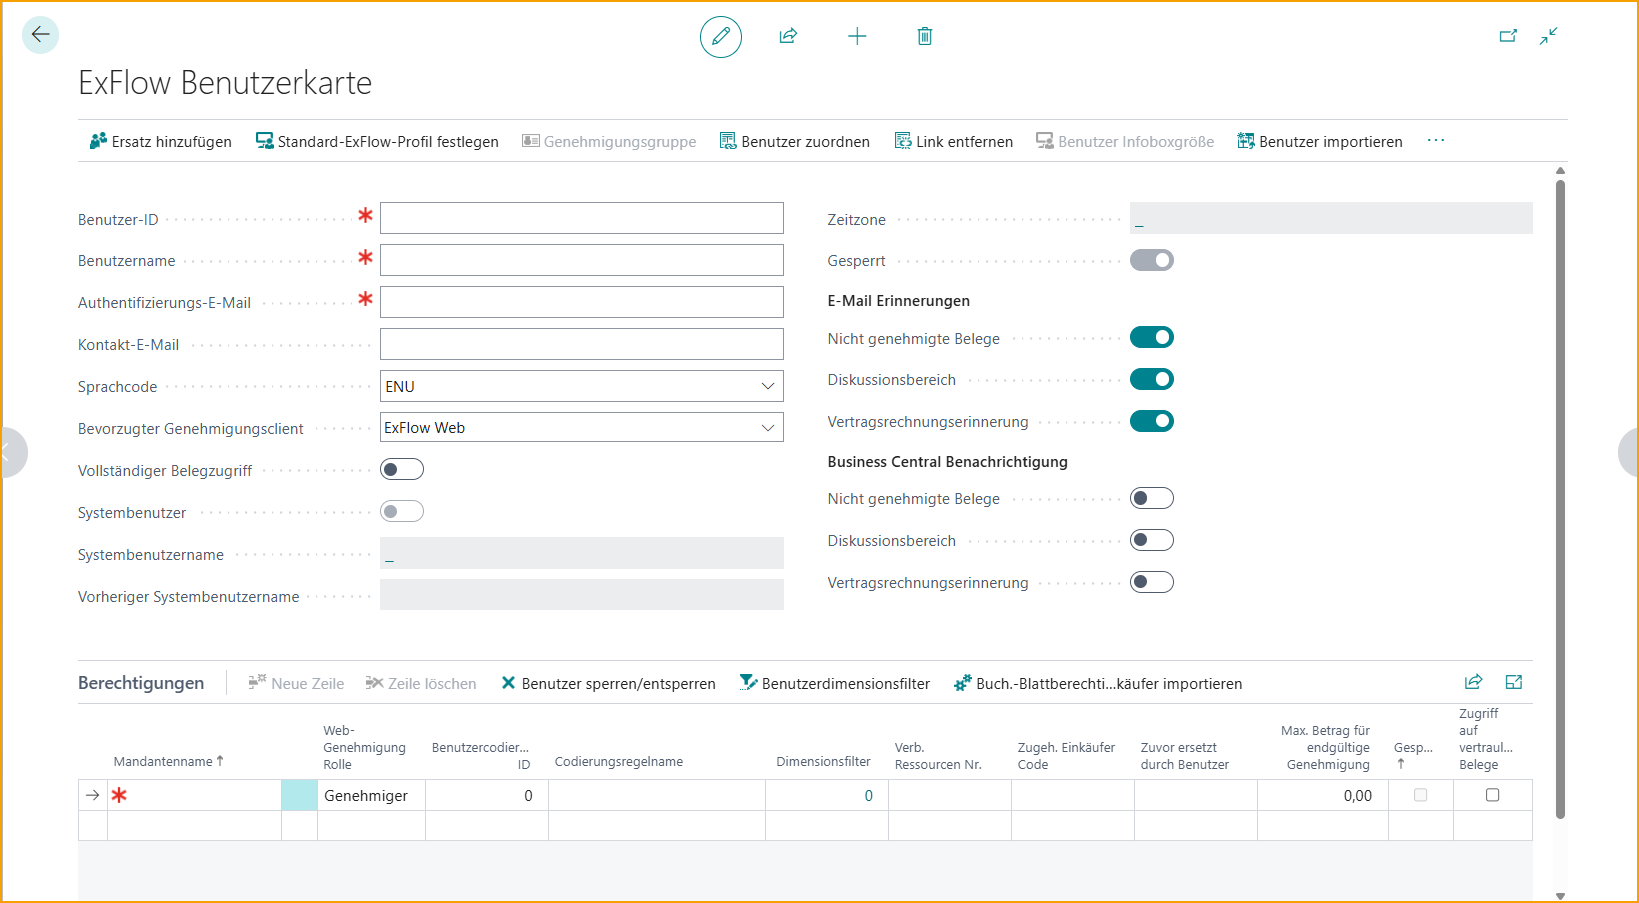 ExFlow Benutzerkarte
Ersatz hinzufügen
Standard-ExFlow-Profil festlegen
Genehmigungsgruppe
Benutzer zuordnen
Link entfernen
Benutzer Infoboxgröße
Benutzer importieren
...
Benutzer-ID
Benutzername
Authentifizierungs-E-Mail
Kontakt-E-Mail
Sprachcode
ENU
Bevorzugter Genehmigungsclient
ExFlow Web
Vollständiger Belegzugriff
Systembenutzer
Systembenutzername
_
Vorheriger Systembenutzername
Zeitzone
_
Gesperrt
E-Mail Erinnerungen
Nicht genehmigte Belege
Diskussionsbereich
Vertragsrechnungserinnerung
Business Central Benachrichtigung
Nicht genehmigte Belege
Diskussionsbereich
Vertragsrechnungserinnerung
Berechtigungen
Neue Zeile
Zeile löschen
Benutzer sperren/entsperren
Benutzerdimensionsfilter
Buch.-Blattberechti...käufer importieren
Mandantenname ↑
Web-
Genehmigung
Rolle
Benutzercodier...
ID
Codierungsregelname
Dimensionsfilter
Verb.
Ressourcen Nr.
Zugeh. Einkäufer
Code
Zuvor ersetzt
durch Benutzer
Max. Betrag für
endgültige
Genehmigung
Gesp...
↑
Zugriff
auf
vertraul...
Belege
→
Genehmiger
0
0
0,00